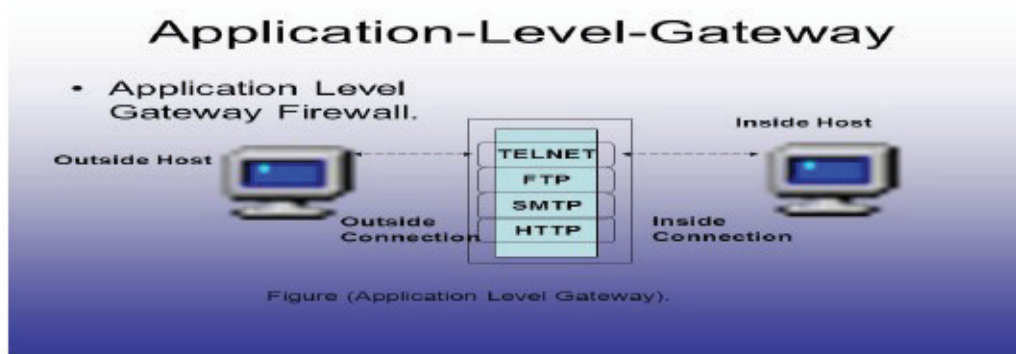 Application-Level-Gateway
• Application Level
Gateway Firewall.
Outside Host
Inside Host
TELNET
FTP
SMTP
HTTP
Outside
Connection
Inside
Connection
Figure (Application Level Gateway).